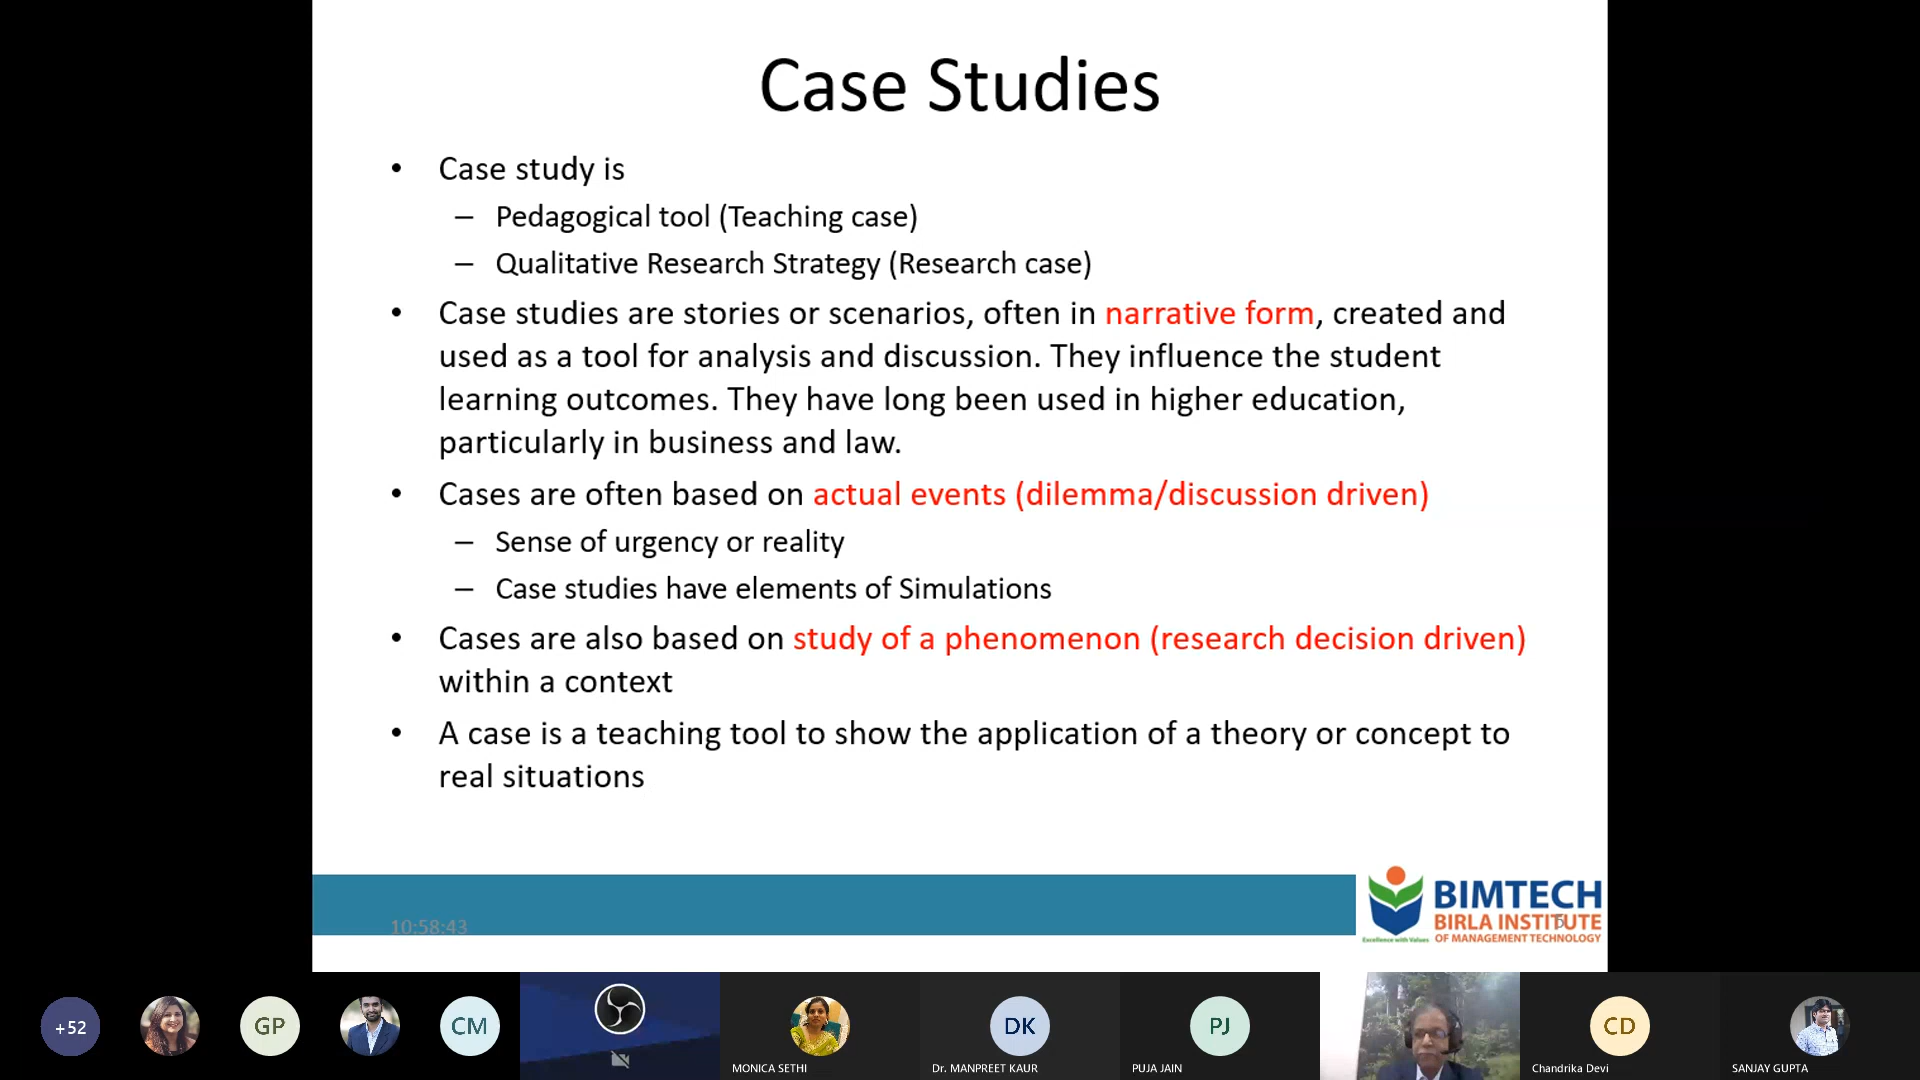 Case Studies
• Case study is
– Pedagogical tool (Teaching case)
– Qualitative Research Strategy (Research case)
• Case studies are stories or scenarios, often in narrative form, created and
used as a tool for analysis and discussion. They influence the student
learning outcomes. They have long been used in higher education,
particularly in business and law.
• Cases are often based on actual events (dilemma/discussion driven)
– Sense of urgency or reality
– Case studies have elements of Simulations
• Cases are also based on study of a phenomenon (research decision driven)
within a context
• A case is a teaching tool to show the application of a theory or concept to
real situations
10:58:43
BIMTECH
BIRLA INSTITUTE
OF MANAGEMENT TECHNOLOGY
Excellence with Values
5
+52
GP
CM
MONICA SETHI
DK
Dr. MANPREET KAUR
PJ
PUJA JAIN
CD
Chandrika Devi
SANJAY GUPTA